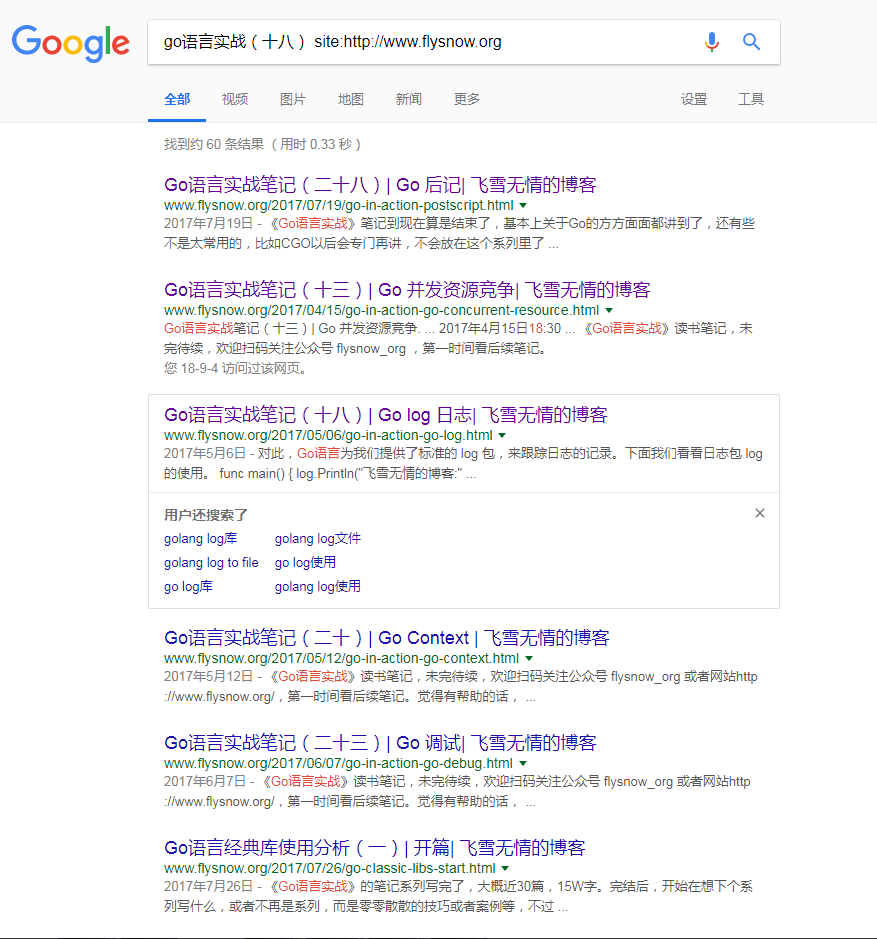 Google
go语言实战（十八） site:http://www.flysnow.org
全部 视频 图片 地图 新闻 更多 设置 工具
找到约 60 条结果 （用时 0.33 秒）
Go语言实战笔记（二十八）| Go 后记| 飞雪无情的博客
www.flysnow.org/2017/07/19/go-in-action-postscript.html
2017年7月19日 - 《Go语言实战》笔记到现在算是结束了，基本上关于Go的方方面面都讲到了，还有些
不是太常用的，比如CGO以后会专门再讲，不会放在这个系列里了 ...
Go语言实战笔记（十三）| Go 并发资源竞争| 飞雪无情的博客
www.flysnow.org/2017/04/15/go-in-action-go-concurrent-resource.html
Go语言实战笔记（十三）| Go 并发资源竞争. ... 2017年4月15日18:30 ... 《Go语言实战》读书笔记，未
完待续，欢迎扫码关注公众号 flysnow_org ，第一时间看后续笔记。
您 18-9-4 访问过该网页。
Go语言实战笔记（十八）| Go log 日志| 飞雪无情的博客
www.flysnow.org/2017/05/06/go-in-action-go-log.html
2017年5月6日 - 对此，Go语言为我们提供了标准的 log 包，来跟踪日志的记录。下面我们看看日志包 log
的使用。 func main() { log.Println("飞雪无情的博客:" ...
用户还搜索了
golang log库 golang log文件
golang log to file go log使用
go log库 golang log使用
Go语言实战笔记（二十）| Go Context | 飞雪无情的博客
www.flysnow.org/2017/05/12/go-in-action-go-context.html
2017年5月12日 - 《Go语言实战》读书笔记，未完待续，欢迎扫码关注公众号 flysnow_org 或者网站http
://www.flysnow.org/，第一时间看后续笔记。觉得有帮助的话， ...
Go语言实战笔记（二十三）| Go 调试| 飞雪无情的博客
www.flysnow.org/2017/06/07/go-in-action-go-debug.html
2017年6月7日 - 《Go语言实战》读书笔记，未完待续，欢迎扫码关注公众号 flysnow_org 或者网站http
://www.flysnow.org/，第一时间看后续笔记。觉得有帮助的话， ...
Go语言经典库使用分析（一）| 开篇| 飞雪无情的博客
www.flysnow.org/2017/07/26/go-classic-libs-start.html
2017年7月26日 - 《Go语言实战》的笔记系列写完了，大概近30篇，15W字。完结后，开始在想下个系
列写什么，或者不再是系列，而是零零散散的技巧或者案例等，不过 ...